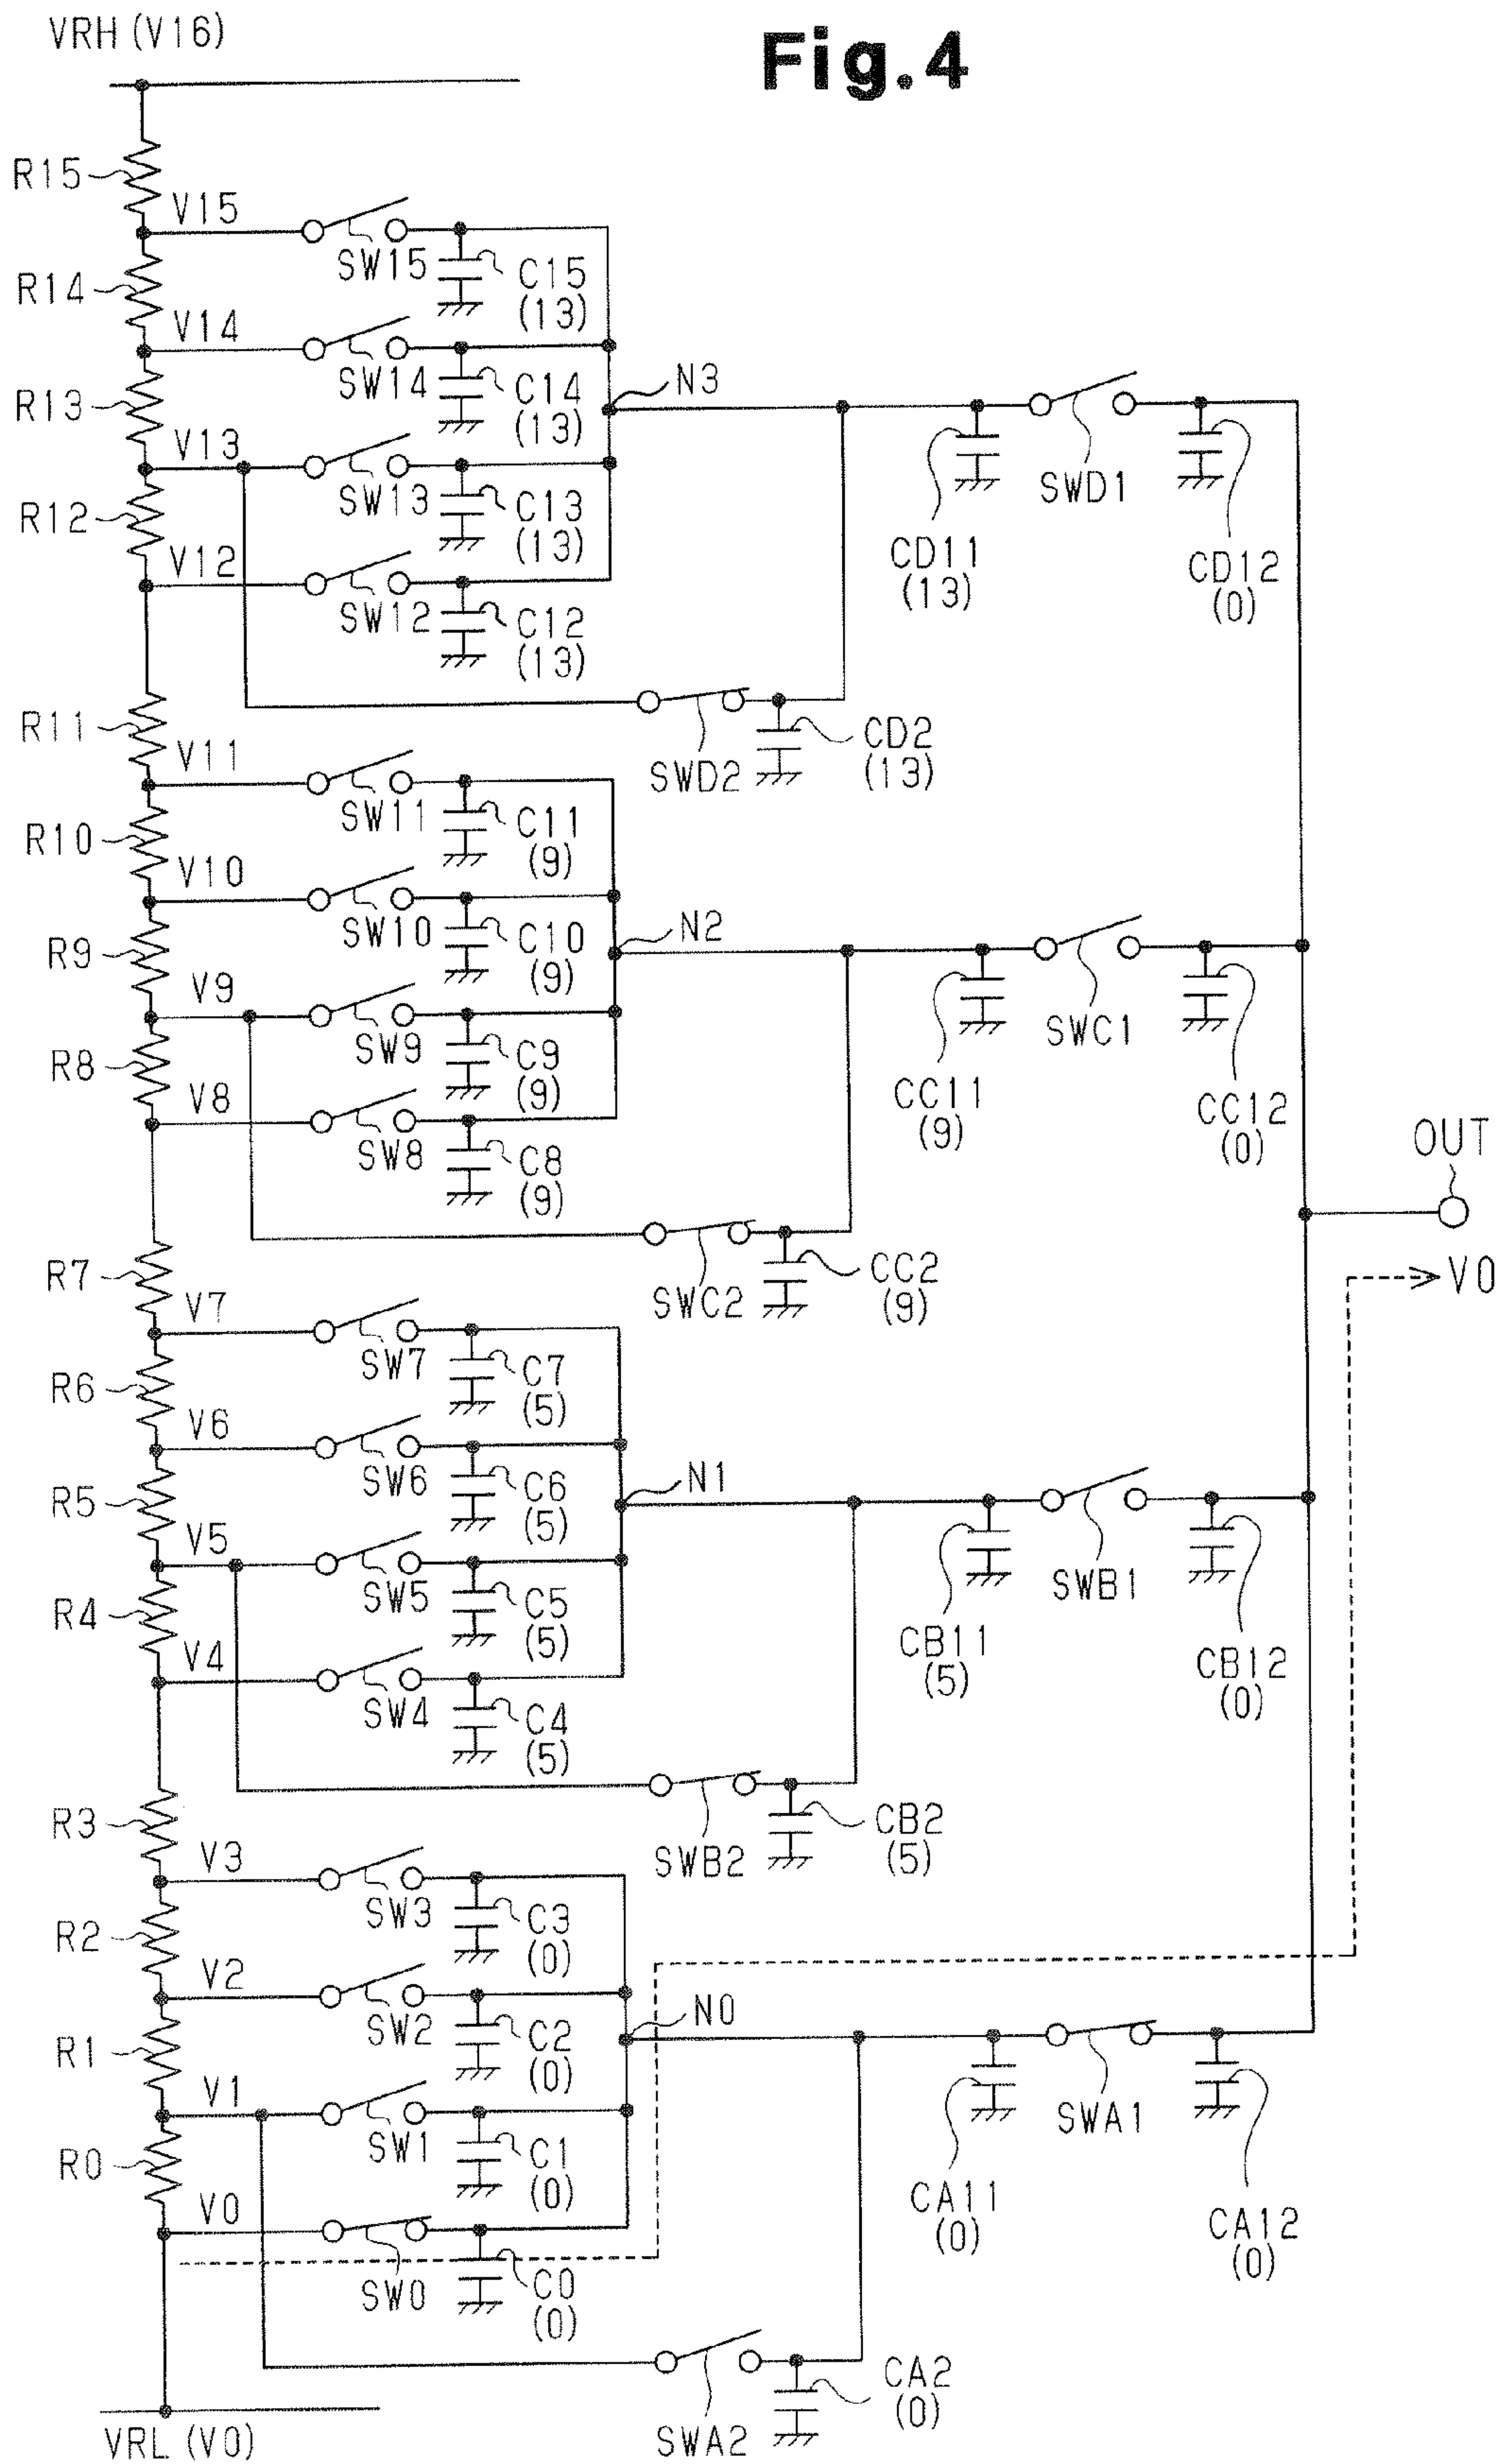 VRH (V16)
Fig.4
R15
V15
SW15
C15
(13)
R14
V14
SW14
C14
(13)
N3
R13
V13
SW13
C13
(13)
SWD1
R12
CD11
(13)
CD12
(0)
V12
SW12
C12
(13)
R11
V11
SWD2
CD2
(13)
SW11
C11
(9)
R10
V10
SW10
C10
(9)
N2
R9
V9
SW9
C9
(9)
SWC1
R8
V8
CC11
(9)
CC12
(0)
SW8
C8
(9)
OUT
R7
V7
SWC2
CC2
(9)
V0
SW7
C7
(5)
R6
V6
SW6
C6
(5)
N1
R5
V5
SW5
C5
(5)
SWB1
R4
V4
CB11
(5)
CB12
(0)
SW4
C4
(5)
R3
V3
SWB2
CB2
(5)
SW3
C3
(0)
R2
V2
SW2
C2
(0)
N0
R1
V1
SW1
C1
(0)
SWA1
R0
V0
CA11
(0)
CA12
(0)
SW0
C0
(0)
SWA2
CA2
(0)
VRL (V0)